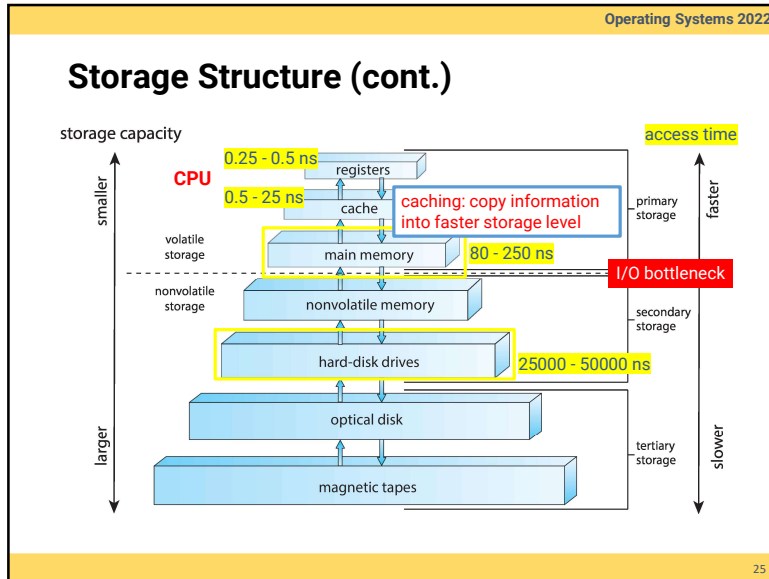 Operating Systems 2022
Storage Structure (cont.)
storage capacity
access time
0.25 - 0.5 ns
registers
CPU
smaller
faster
0.5 - 25 ns
cache
caching: copy information
into faster storage level
primary
storage
volatile
storage
main memory
80 - 250 ns
I/O bottleneck
nonvolatile
storage
nonvolatile memory
secondary
storage
hard-disk drives
25000 - 50000 ns
optical disk
larger
slower
tertiary
storage
magnetic tapes
25